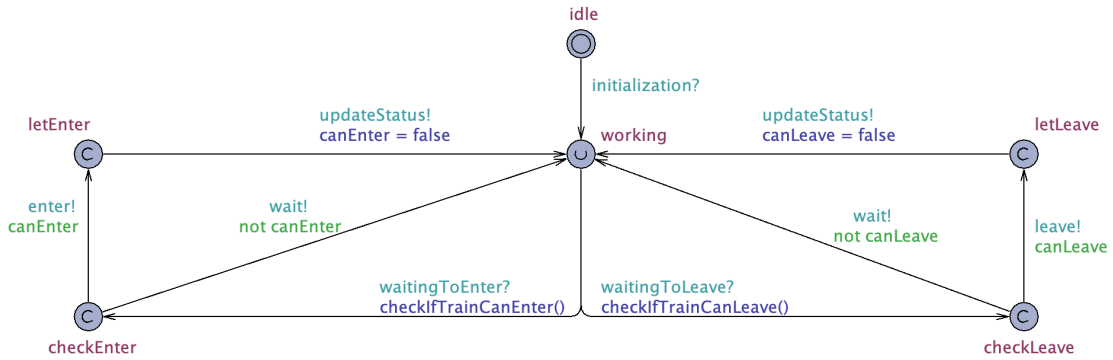 idle
initialization?
updateStatus!
canEnter = false
updateStatus!
canLeave = false
letEnter
working
letLeave
C
U
C
enter!
canEnter
wait!
not canEnter
wait!
not canLeave
leave!
canLeave
waitingToEnter?
checkIfTrainCanEnter()
waitingToLeave?
checkIfTrainCanLeave()
C
C
checkEnter
checkLeave